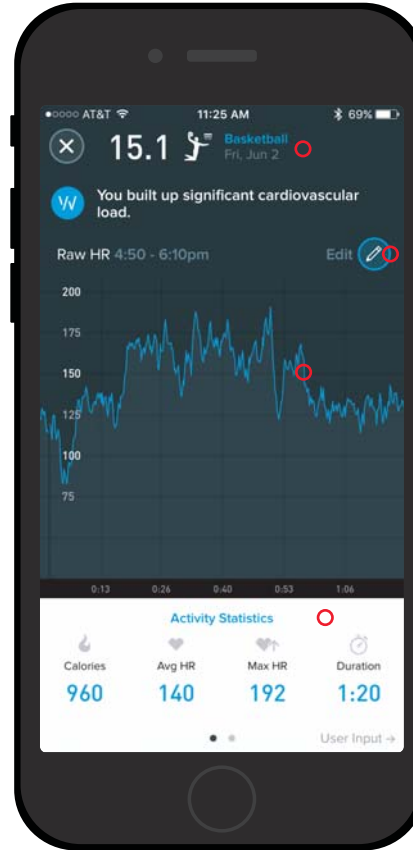 AT&T 11:25 AM 69%
15.1 Basketball
Fri, Jun 2
W You built up significant cardiovascular
load.
Raw HR 4:50 - 6:10pm Edit
200
175
150
125
100
75
0:13 0:26 0:40 0:53 1:06
Activity Statistics
Calories Avg HR Max HR Duration
960 140 192 1:20
User Input →